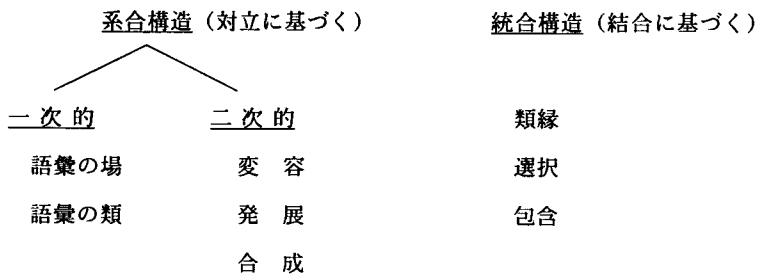 系合構造（対立に基づく） 統合構造（結合に基づく）
一次的 二次的 類縁
語彙の場 変容 選択
語彙の類 発展 包含
合成